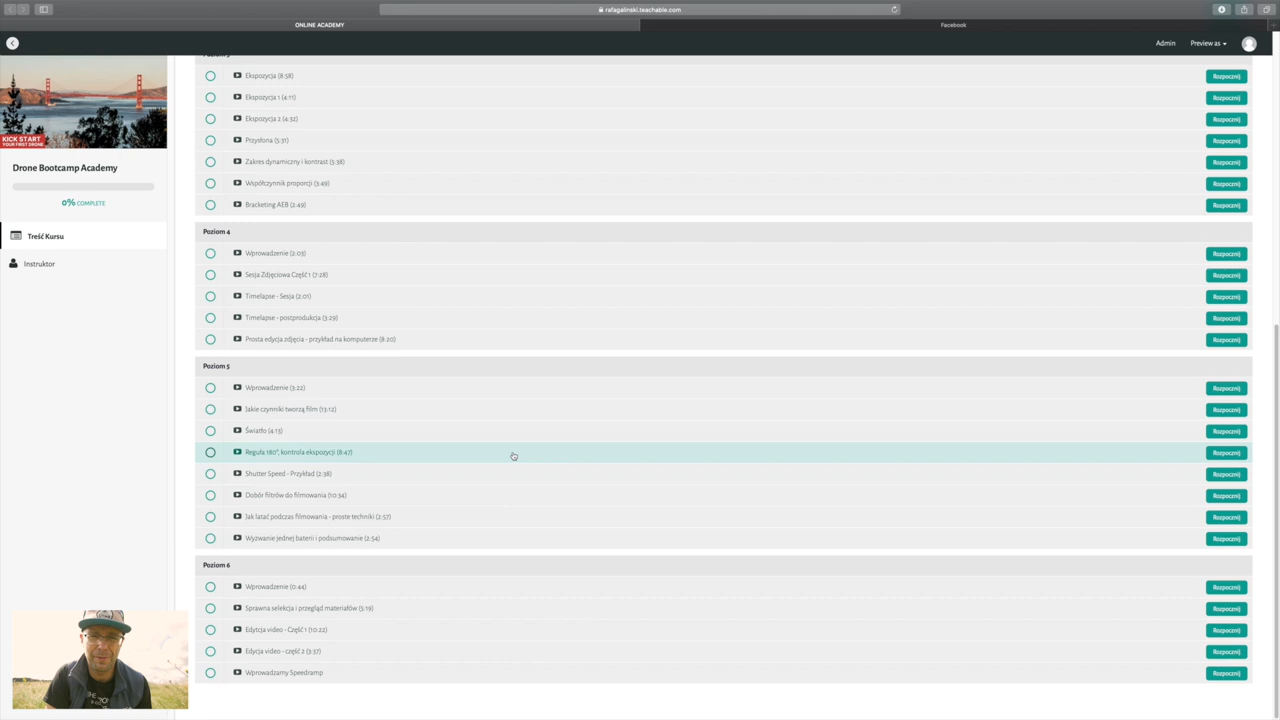 rafagalinski.teachable.com
ONLINE ACADEMY
Facebook
Admin
Preview as
Ekspozycja (8:58)
Rozpocznij
Ekspozycja 1 (4:11)
Rozpocznij
Ekspozycja 2 (4:32)
Rozpocznij
Przysłona (5:31)
Rozpocznij
Zakres dynamiczny i kontrast (5:38)
Rozpocznij
Współczynnik proporcji (3:49)
Rozpocznij
Bracketing AEB (2:49)
Rozpocznij
KICK START
YOUR FIRST DRONE
Drone Bootcamp Academy
0% COMPLETE
Treść Kursu
Instruktor
Poziom 4
Wprowadzenie (2:03)
Rozpocznij
Sesja Zdjęciowa Część 1 (7:28)
Rozpocznij
Timelapse - Sesja (2:01)
Rozpocznij
Timelapse - postprodukcja (3:29)
Rozpocznij
Prosta edycja zdjęcia - przykład na komputerze (8:20)
Rozpocznij
Poziom 5
Wprowadzenie (3:22)
Rozpocznij
Jakie czynniki tworzą film (13:12)
Rozpocznij
Światło (4:13)
Rozpocznij
Reguła 180°, kontrola ekspozycji (8:47)
Rozpocznij
Shutter Speed - Przykład (2:38)
Rozpocznij
Dobór filtrów do filmowania (10:34)
Rozpocznij
Jak latać podczas filmowania - proste techniki (2:57)
Rozpocznij
Wyzwanie jednej baterii i podsumowanie (2:54)
Rozpocznij
Poziom 6
Wprowadzenie (0:44)
Rozpocznij
Sprawna selekcja i przegląd materiałów (3:19)
Rozpocznij
Edytcja video - Część 1 (10:22)
Rozpocznij
Edycja video - część 2 (3:37)
Rozpocznij
Wprowadzamy Speedramp
Rozpocznij